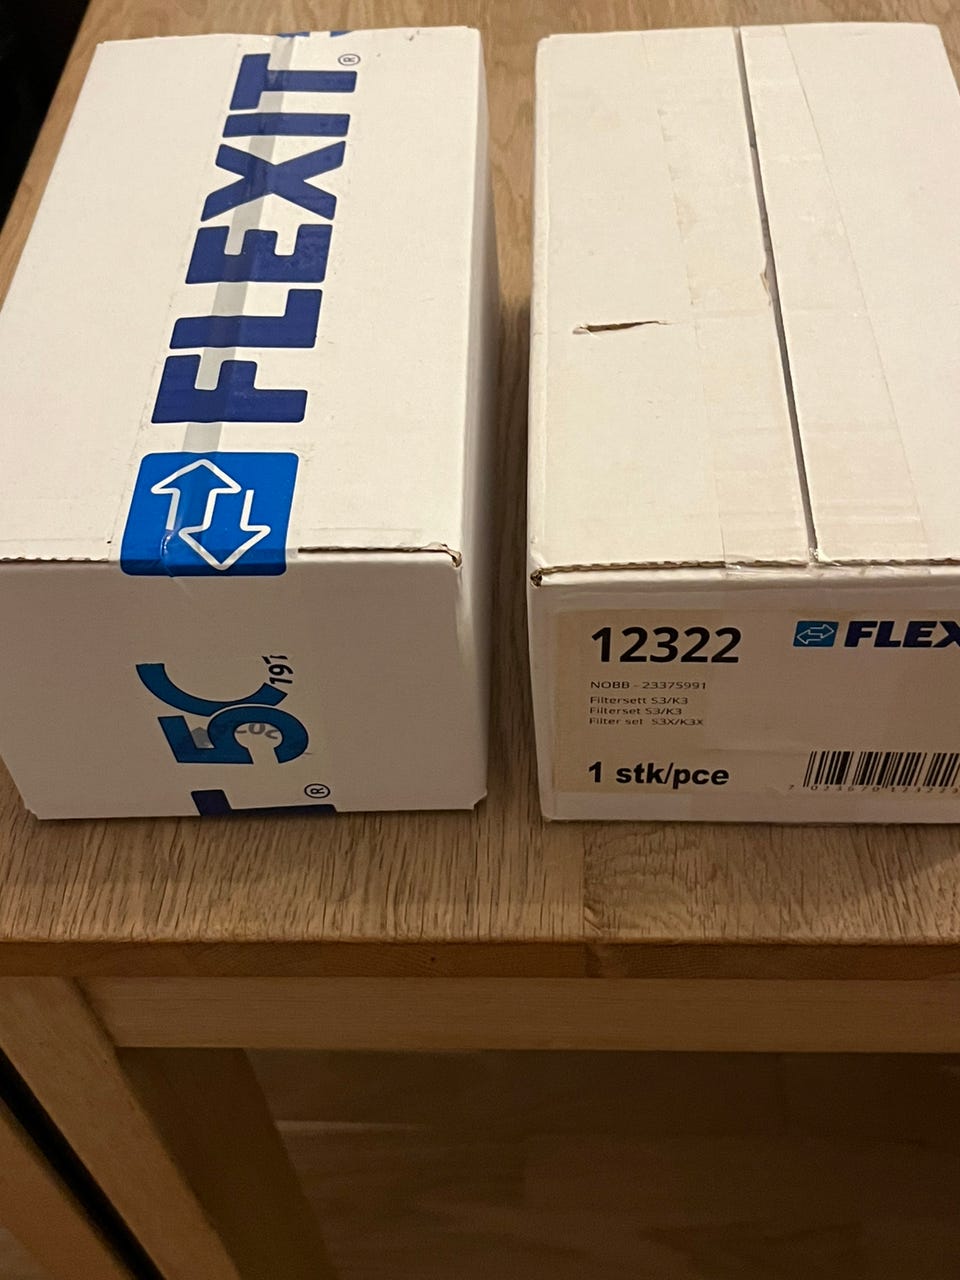 FLEXIT®
50
®
12322
FLEX
NOBB - 23375991
Filtersett S3/K3
Filterset S3/K3
Filter set S3X/K3X
1 stk/pce